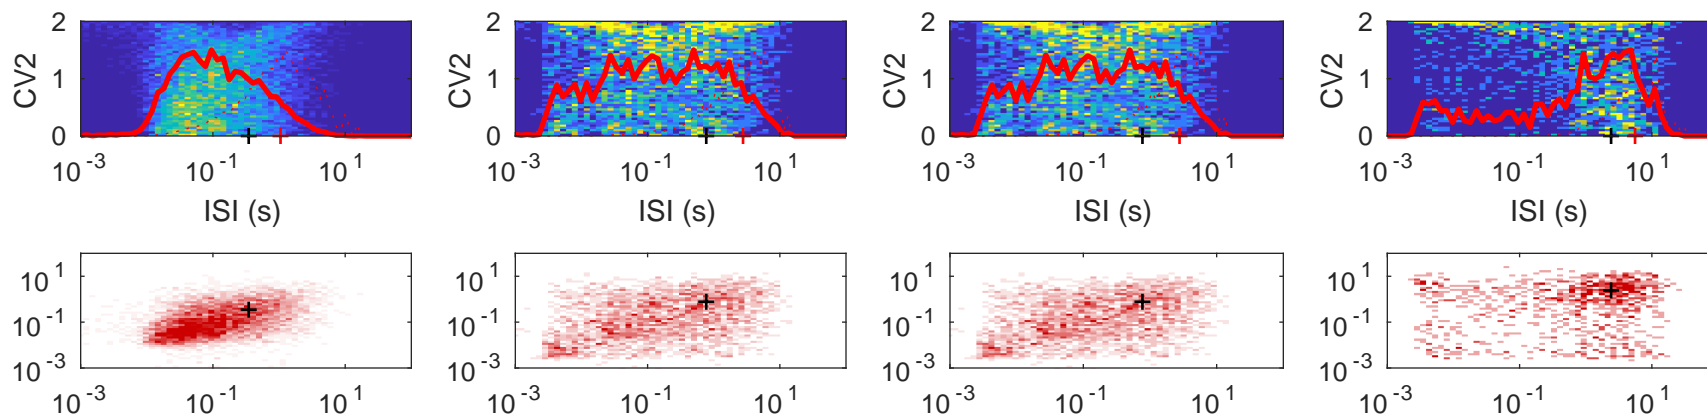 2 2 2 2
CV2 CV2 CV2 CV2
1 1 1 1
0 0 0 0
10^-3 10^-1 10^1 10^-3 10^-1 10^1 10^-3 10^-1 10^1 10^-3 10^-1 10^1
ISI (s) ISI (s) ISI (s) ISI (s)
10^1 10^1 10^1 10^1
10^-1 10^-1 10^-1 10^-1
10^-3 10^-3 10^-3 10^-3
10^-3 10^-1 10^1 10^-3 10^-1 10^1 10^-3 10^-1 10^1 10^-3 10^-1 10^1